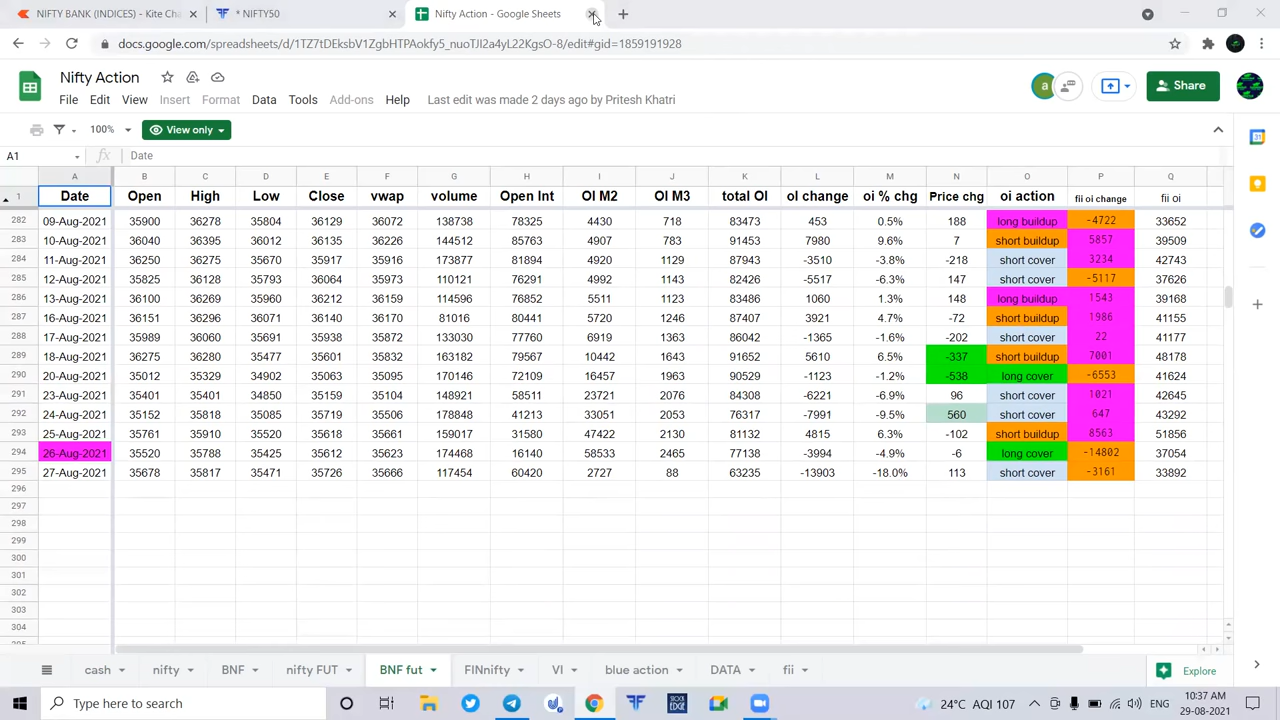 NIFTY BANK (INDICES) - Kite Cha
* NIFTY50
Nifty Action - Google Sheets
docs.google.com/spreadsheets/d/1TZ7tDEksbV1ZgbHTPAokfy5_nuoTJI2a4yL22KzpO-8/edit#gid=1859191928
Nifty Action
File Edit View Insert Format Data Tools Add-ons Help Last edit was made 2 days ago by Pritesh Khatri
a
Share
100% View only
A1 fx Date
A B C D E F G H I J K L M N O P Q
1 Date Open High Low Close vwap volume Open Int OI M2 OI M3 total OI oI change oi % chg Price chg oi action fii oi change fii oi
282 09-Aug-2021 35900 36278 35804 36129 36072 138738 78325 4430 718 83473 453 0.5% 188 long buildup -4722 33652
283 10-Aug-2021 36040 36395 36012 36135 36226 144512 85763 4907 783 91453 7980 9.6% 7 short buildup 5857 39509
284 11-Aug-2021 36250 36275 35670 35917 35916 173877 81894 4920 1129 87943 -3510 -3.8% -218 short cover 3234 42743
285 12-Aug-2021 35825 36128 35793 36064 35973 110121 76291 4992 1143 82426 -5517 -6.3% 147 short cover -5117 37626
286 13-Aug-2021 36100 36269 35960 36212 36159 114596 76852 5511 1123 83486 1060 1.3% 148 long buildup 1543 39168
287 16-Aug-2021 36151 36296 36071 36140 36170 81016 80441 5720 1246 87407 3921 4.7% -72 short buildup 1986 41155
288 17-Aug-2021 35989 36060 35691 35938 35872 133030 77760 6919 1363 86042 -1365 -1.6% -202 short cover 22 41177
289 18-Aug-2021 36275 36280 35477 35601 35832 163182 79567 10442 1643 91652 5610 6.5% -337 short buildup 7001 48178
290 20-Aug-2021 35012 35329 34902 35063 35095 170146 72109 16457 1963 90529 -1123 -1.2% -538 long cover -6553 41624
291 23-Aug-2021 35401 35401 34850 35159 35104 148921 58511 23721 2076 84308 -6221 -6.9% 96 short cover 1021 42645
292 24-Aug-2021 35152 35818 35085 35719 35506 178848 41213 33051 2053 76317 -7991 -9.5% 560 short cover 647 43292
293 25-Aug-2021 35761 35910 35520 35618 35661 159017 31580 47422 2130 81132 4815 6.3% -102 short buildup 8563 51856
294 26-Aug-2021 35520 35788 35425 35612 35623 174468 16140 58533 2465 77138 -3994 -4.9% -6 long cover -14802 37054
295 27-Aug-2021 35678 35817 35471 35726 35666 117454 60420 2727 88 63235 -13903 -18.0% 113 short cover -3161 33892
296
297
298
299
300
301
302
303
304
cash nifty BNF nifty FUT BNF fut FINnifty VI blue action DATA fii Explore
Type here to search
STOCK EDGE
24°C AQI 107
ENG
10:37 AM
29-08-2021